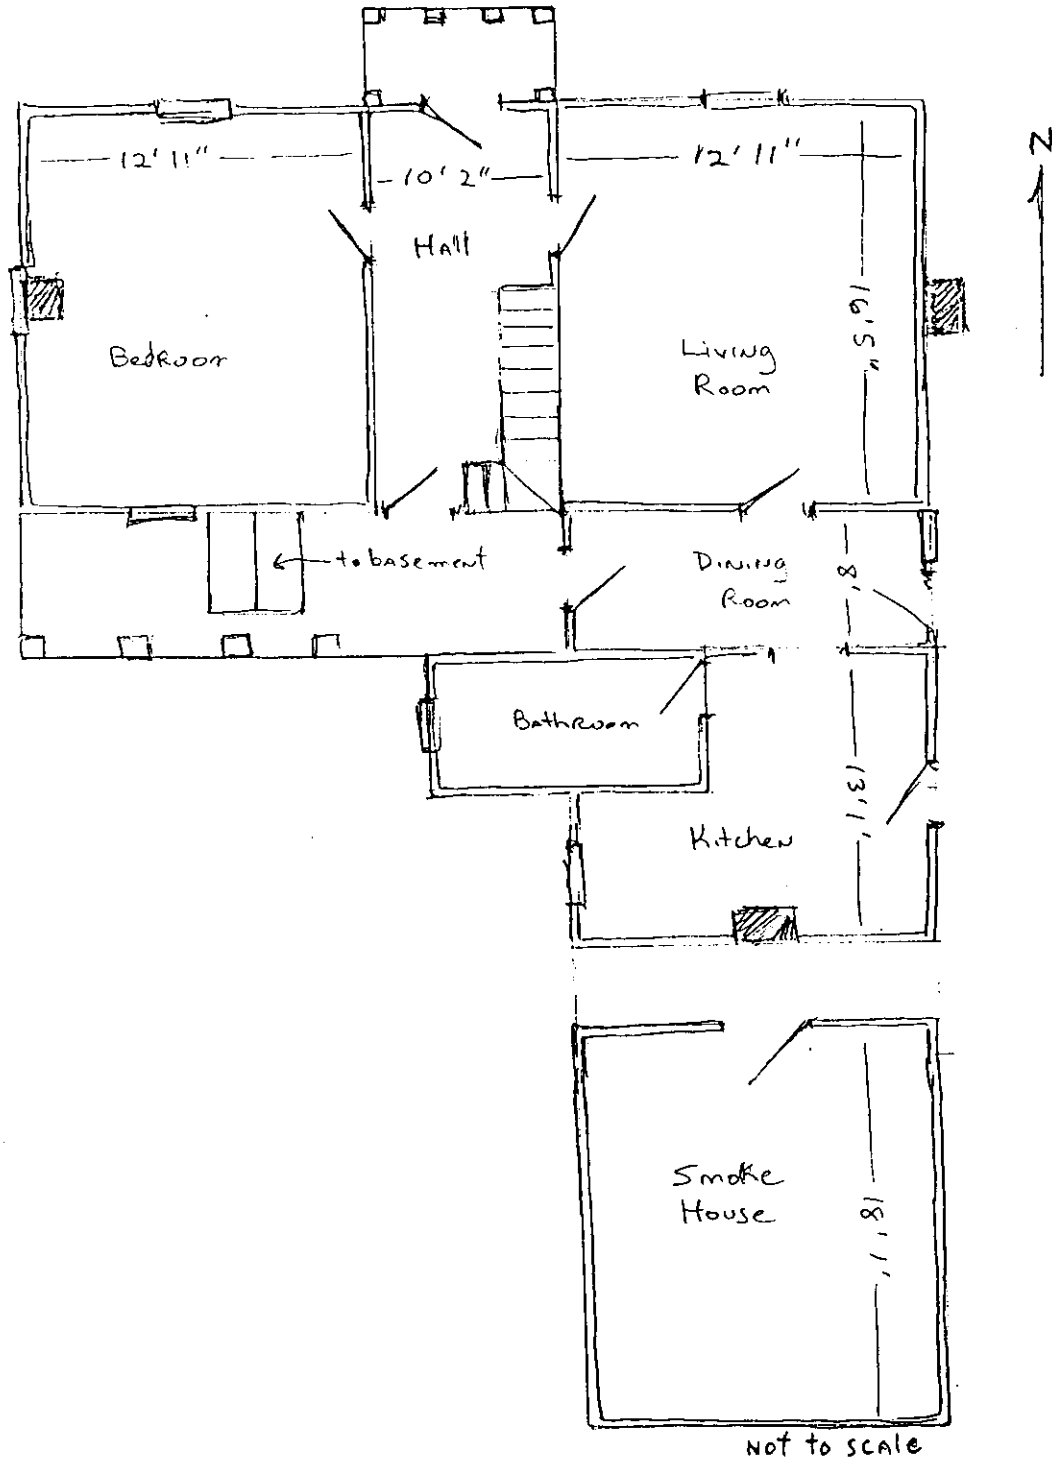 12' 11"
10' 2"
12' 11"
N
Hall
16'5"
Bedroom
Living
Room
to basement
Dining
Room
8'
Bathroom
13'1'
Kitchen
Smoke
House
18' 1'
Not to scale